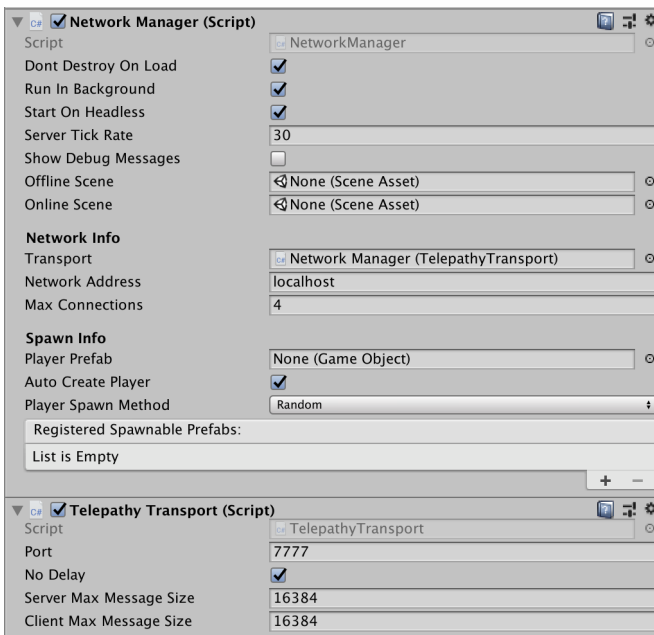 Network Manager (Script)
Script NetworkManager
Dont Destroy On Load
Run In Background
Start On Headless
Server Tick Rate 30
Show Debug Messages
Offline Scene None (Scene Asset)
Online Scene None (Scene Asset)
Network Info
Transport Network Manager (TelepathyTransport)
Network Address localhost
Max Connections 4
Spawn Info
Player Prefab None (Game Object)
Auto Create Player
Player Spawn Method Random
Registered Spawnable Prefabs:
List is Empty
+ −
Telepathy Transport (Script)
Script TelepathyTransport
Port 7777
No Delay
Server Max Message Size 16384
Client Max Message Size 16384